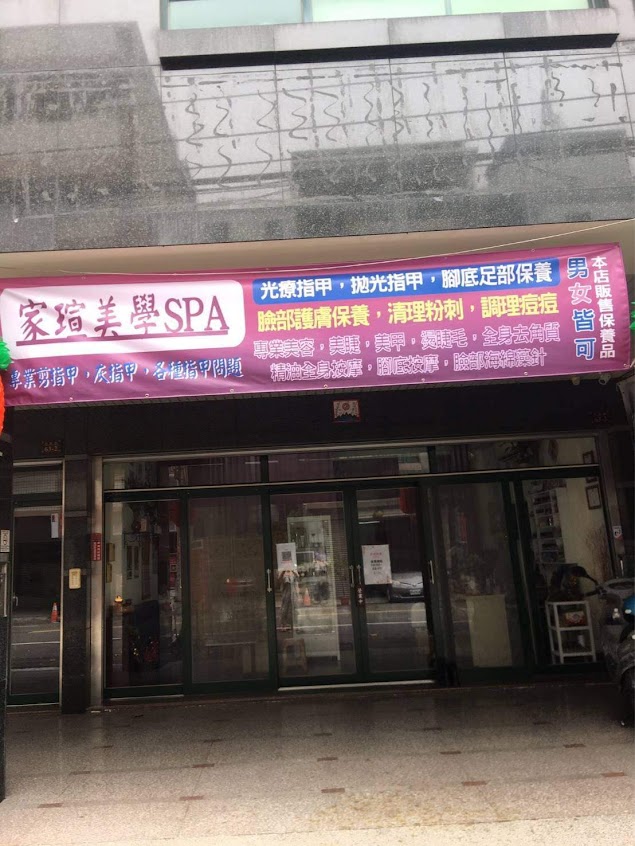 家瑄美學SPA
專業剪指甲，灰指甲，各種指甲問題
光療指甲，拋光指甲，腳底足部保養
臉部護膚保養，清理粉刺，調理痘痘
專業美容，美睫，美甲，燙睫毛，全身去角質
精油全身按摩，腳底按摩，臉部海綿藻針
男女皆可
本店販售保養品